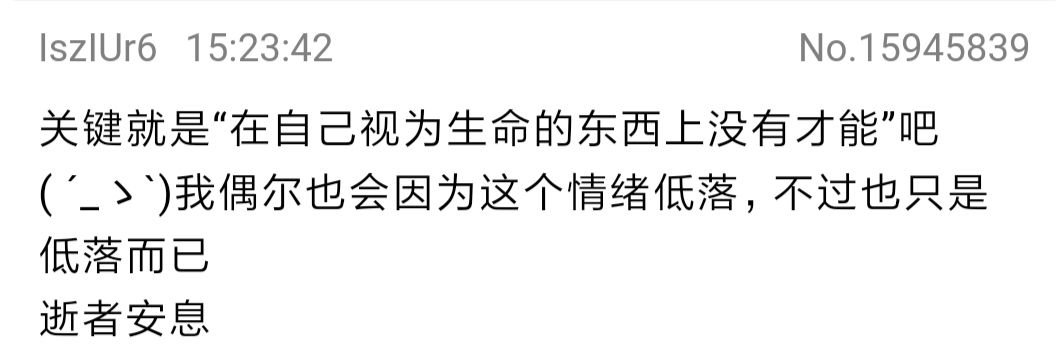 IszIUr6 15:23:42 No.15945839
关键就是“在自己视为生命的东西上没有才能”吧
( ´_ゝ`)我偶尔也会因为这个情绪低落，不过也只是
低落而已
逝者安息